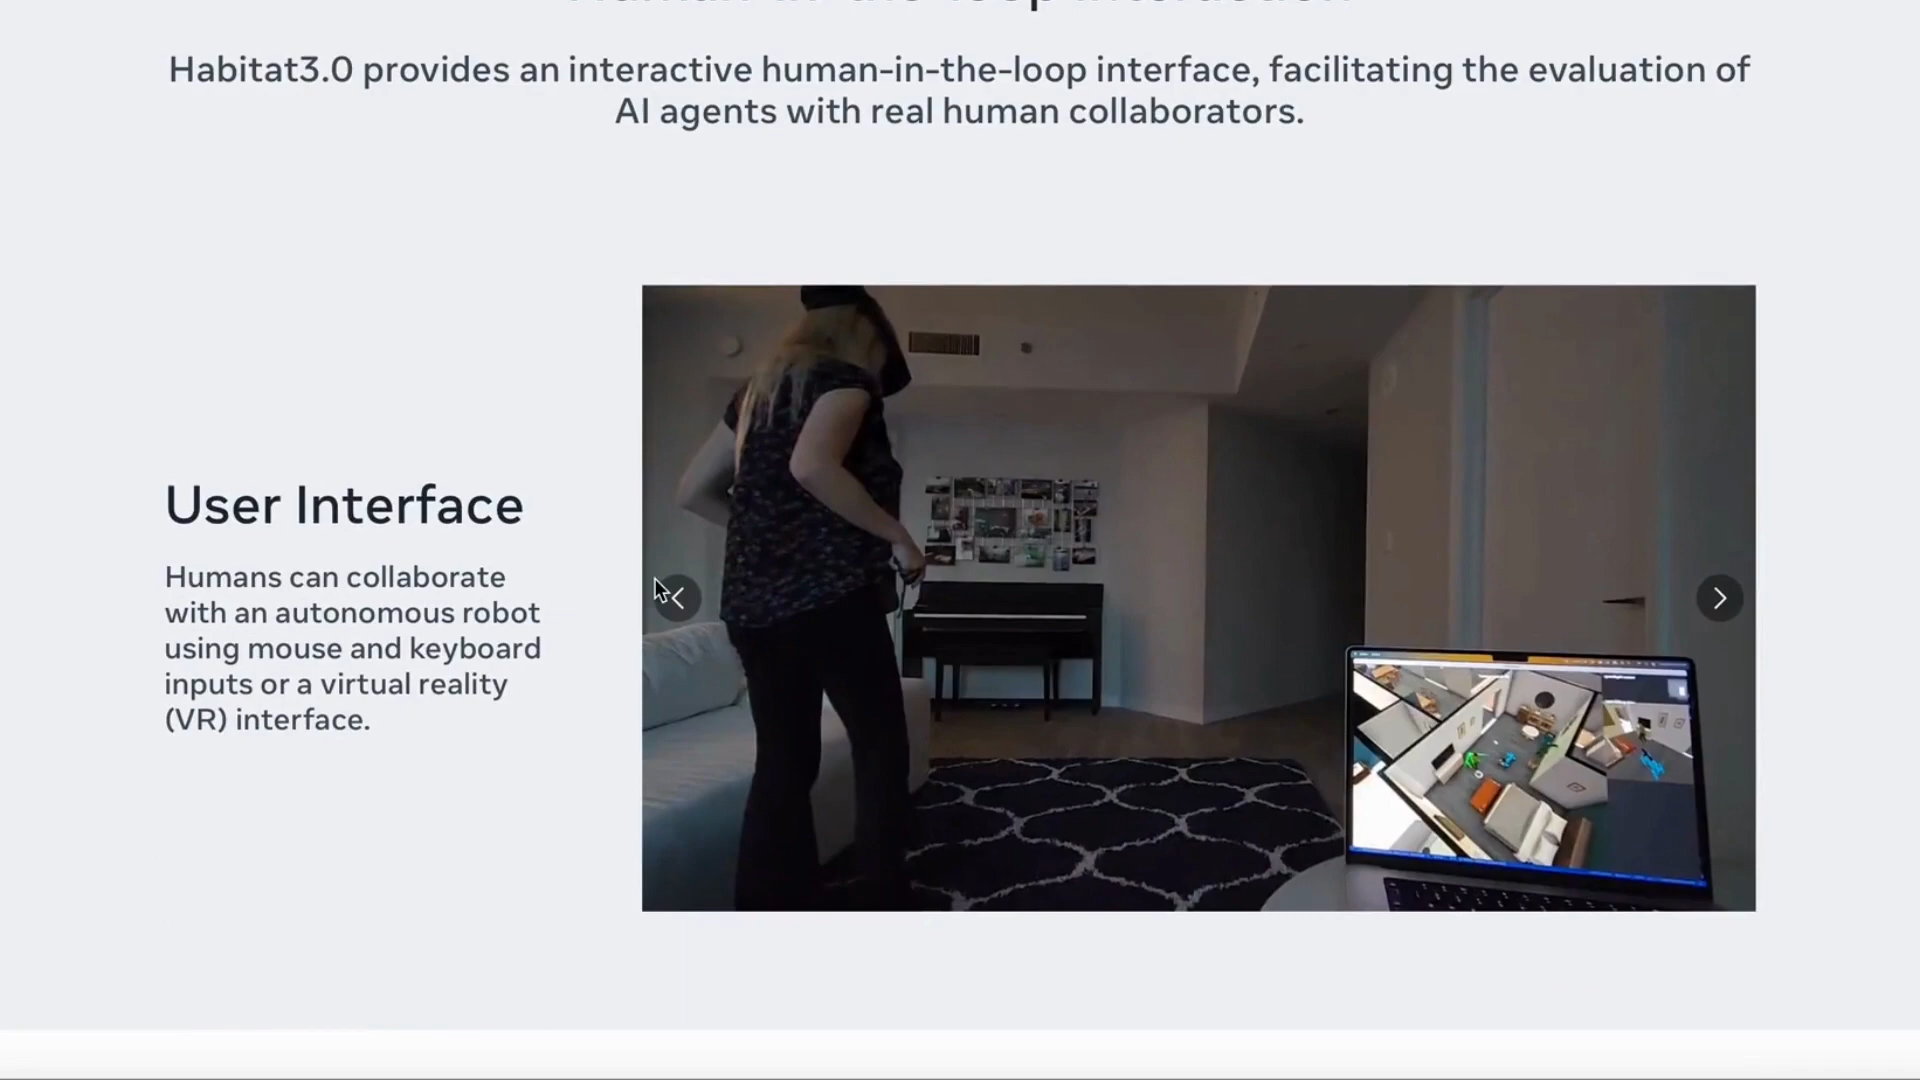 Habitat3.0 provides an interactive human-in-the-loop interface, facilitating the evaluation of
AI agents with real human collaborators.
User Interface
Humans can collaborate
with an autonomous robot
using mouse and keyboard
inputs or a virtual reality
(VR) interface.